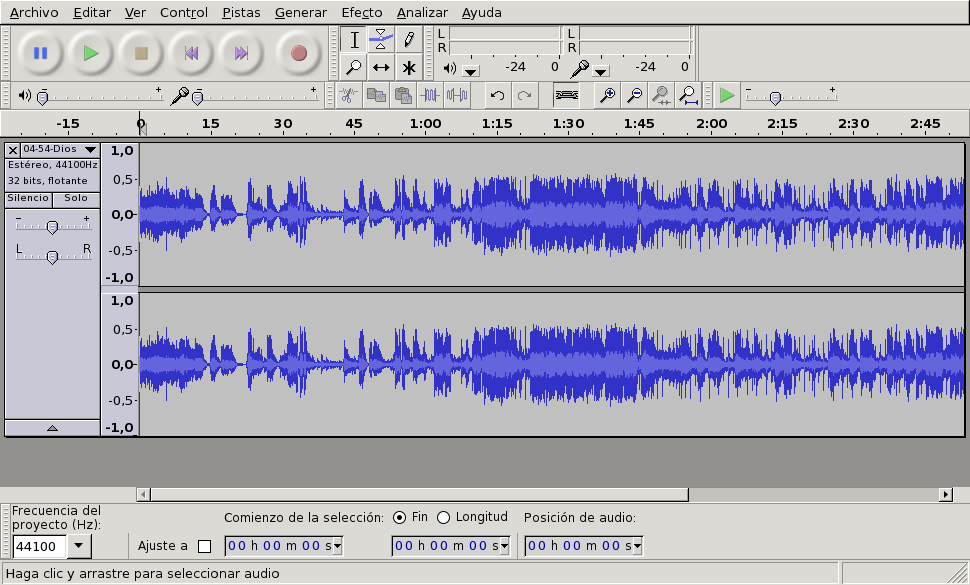 Archivo Editar Ver Control Pistas Generar Efecto Analizar Ayuda
L
R
-24 0
L
R
-24 0
- +
- +
- +
-15 0 15 30 45 1:00 1:15 1:30 1:45 2:00 2:15 2:30 2:45
04-54-Dios
Estéreo, 44100Hz
32 bits, flotante
Silencio Solo
- +
L R
1,0
0,5-
0,0-
-0,5-
-1,0
1,0
0,5-
0,0-
-0,5-
-1,0
Frecuencia del
proyecto (Hz):
44100
Comienzo de la selección: Fin Longitud Posición de audio:
Ajuste a 00 h 00 m 00 s 00 h 00 m 00 s 00 h 00 m 00 s
Haga clic y arrastre para seleccionar audio